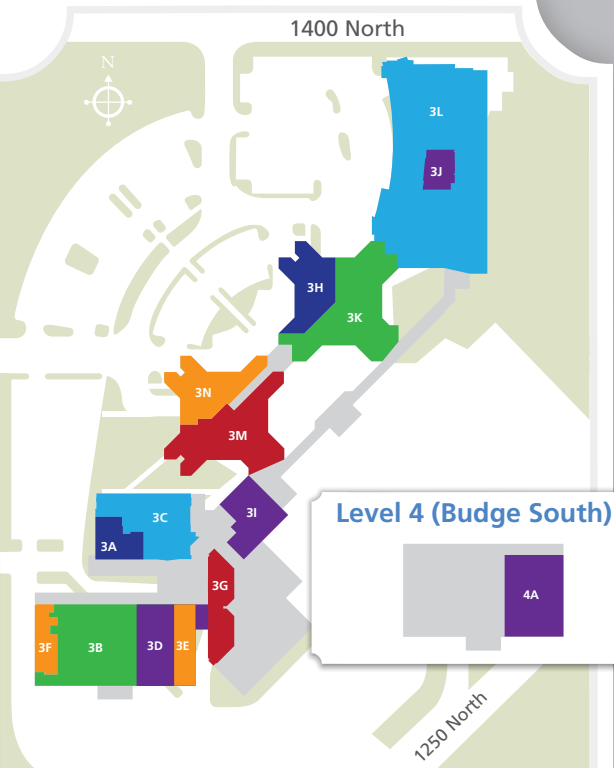 1400 North
N
3L
3J
3H
3K
3N
3M
3I
3C
3A
3G
3F
3B
3D
3E
Level 4 (Budge South)
4A
1250 North